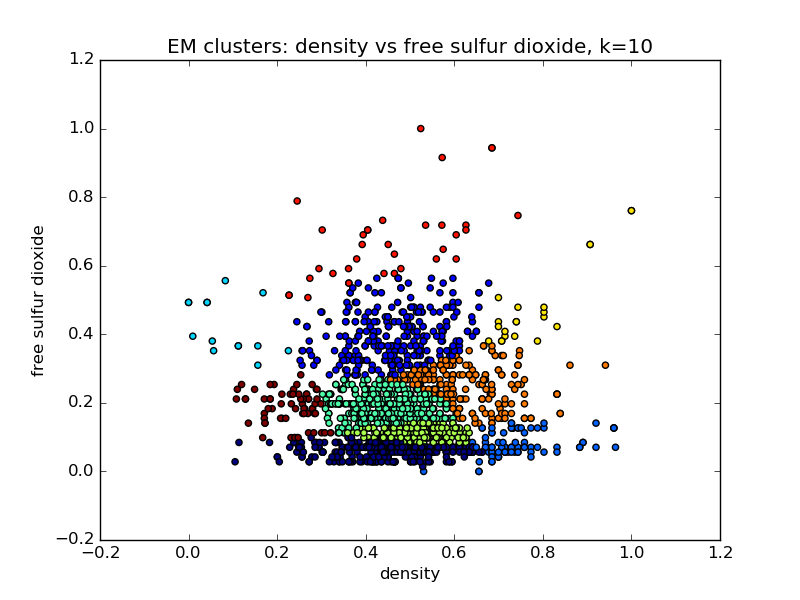 EM clusters: density vs free sulfur dioxide, k=10
1.2
1.0
0.8
0.6
0.4
0.2
0.0
−0.2
free sulfur dioxide
−0.2 0.0 0.2 0.4 0.6 0.8 1.0 1.2
density